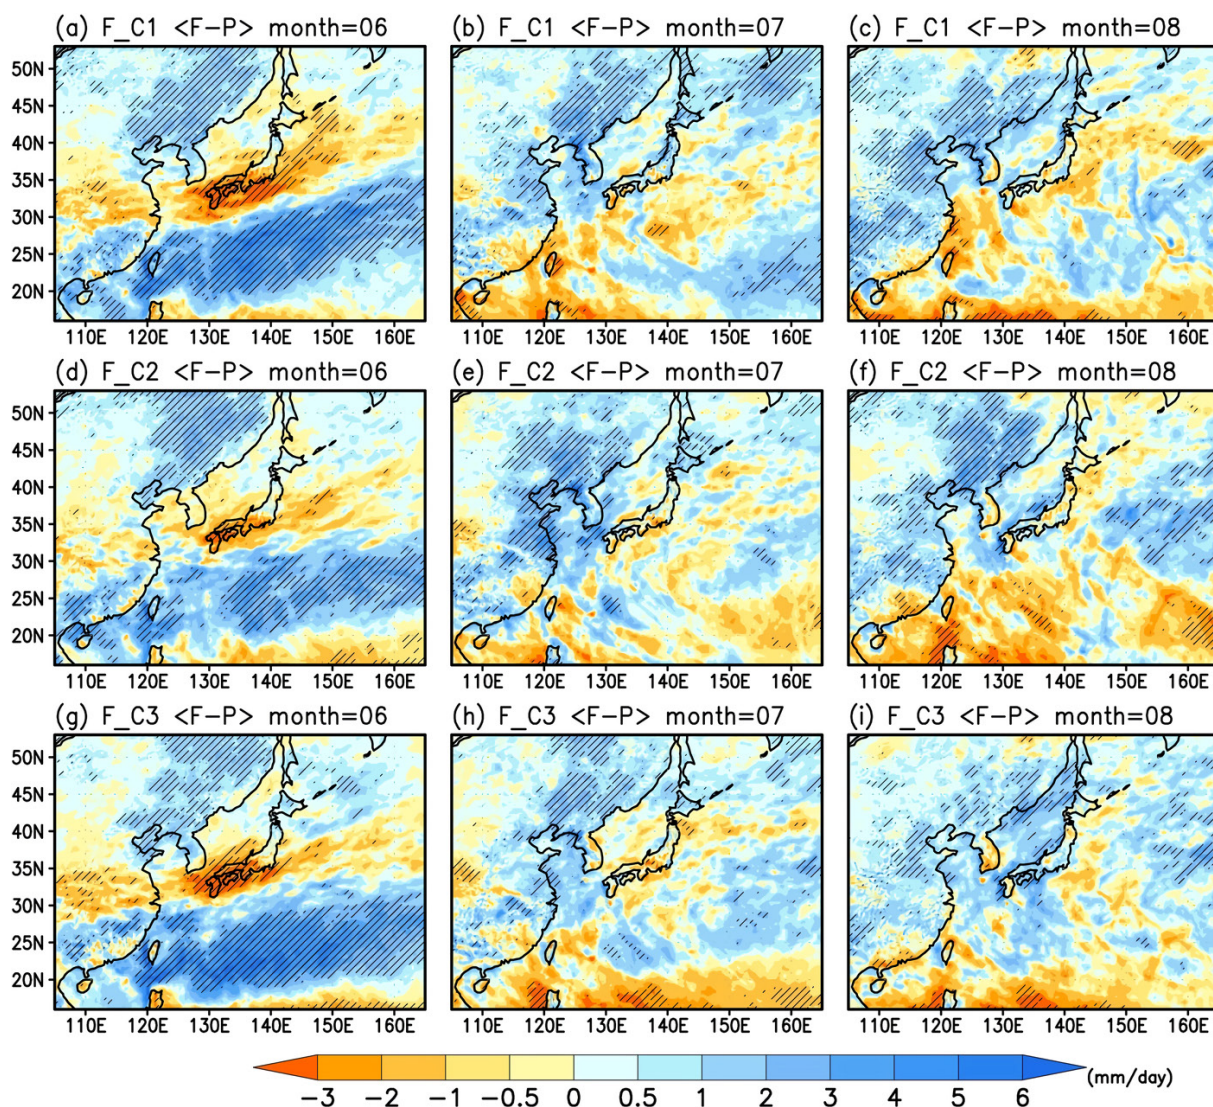 (a) F_C1 <F-P> month=06
(b) F_C1 <F-P> month=07
(c) F_C1 <F-P> month=08
50N
45N
40N
35N
30N
25N
20N
110E 120E 130E 140E 150E 160E
110E 120E 130E 140E 150E 160E
110E 120E 130E 140E 150E 160E
(d) F_C2 <F-P> month=06
(e) F_C2 <F-P> month=07
(f) F_C2 <F-P> month=08
50N
45N
40N
35N
30N
25N
20N
110E 120E 130E 140E 150E 160E
110E 120E 130E 140E 150E 160E
110E 120E 130E 140E 150E 160E
(g) F_C3 <F-P> month=06
(h) F_C3 <F-P> month=07
(i) F_C3 <F-P> month=08
50N
45N
40N
35N
30N
25N
20N
110E 120E 130E 140E 150E 160E
110E 120E 130E 140E 150E 160E
110E 120E 130E 140E 150E 160E
−3 −2 −1 −0.5 0 0.5 1 2 3 4 5 6 (mm/day)